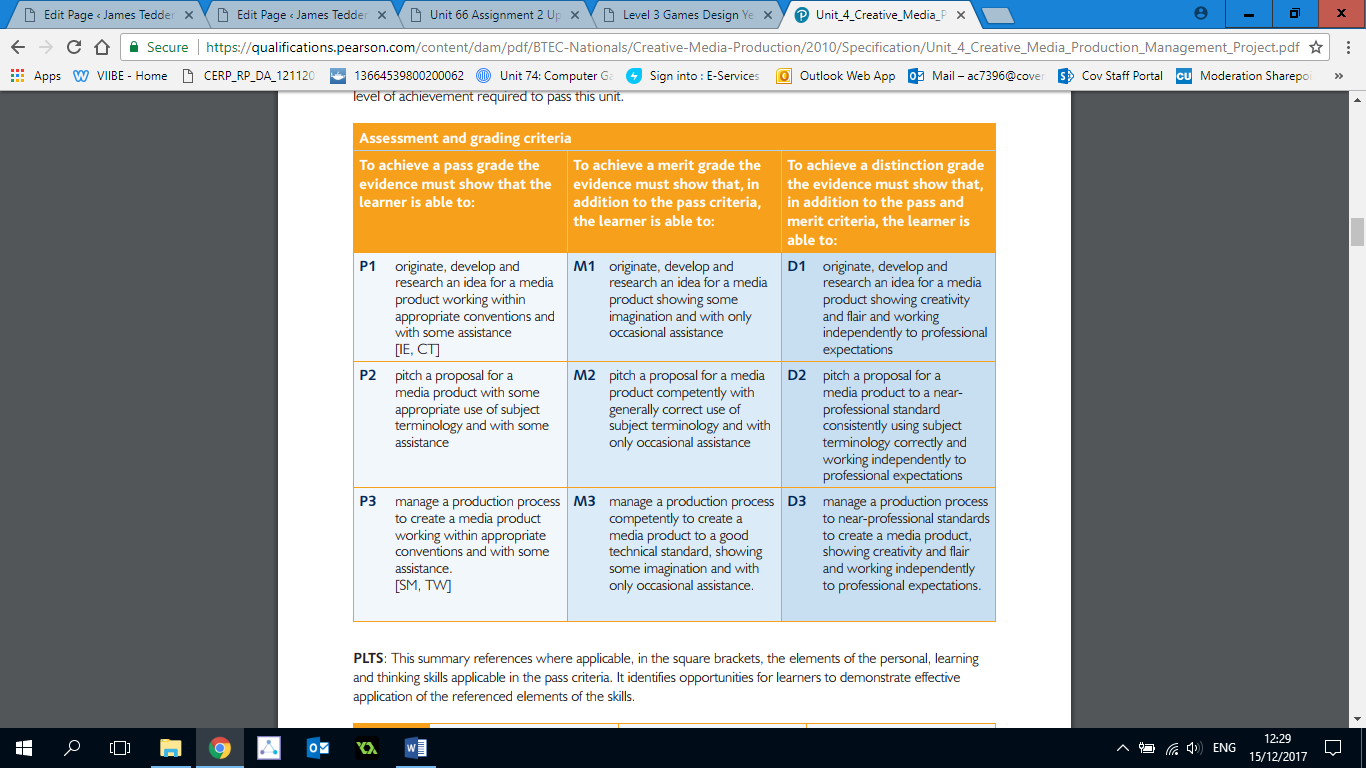 Edit Page ‹ James Tedder
Edit Page ‹ James Tedder
Unit 66 Assignment 2 Up
Level 3 Games Design Ye
Unit_4_Creative_Media_P
Secure
https://qualifications.pearson.com/content/dam/pdf/BTEC-Nationals/Creative-Media-Production/2010/Specification/Unit_4_Creative_Media_Production_Management_Project.pdf
Apps
VIIBE - Home
CERP_RP_DA_121120
13664539800200062
Unit 74: Computer Ga
Sign into : E-Services
Outlook Web App
Mail – ac7396@cover
Cov Staff Portal
CU Moderation Sharepoi
»
level of achievement required to pass this unit.
Assessment and grading criteria
To achieve a pass grade the
evidence must show that the
learner is able to:
To achieve a merit grade the
evidence must show that, in
addition to the pass criteria,
the learner is able to:
To achieve a distinction grade
the evidence must show that,
in addition to the pass and
merit criteria, the learner is
able to:
P1 originate, develop and
research an idea for a media
product working within
appropriate conventions and
with some assistance
[IE, CT]
M1 originate, develop and
research an idea for a media
product showing some
imagination and with only
occasional assistance
D1 originate, develop and
research an idea for a media
product showing creativity
and flair and working
independently to professional
expectations
P2 pitch a proposal for a
media product with some
appropriate use of subject
terminology and with some
assistance
M2 pitch a proposal for a media
product competently with
generally correct use of
subject terminology and with
only occasional assistance
D2 pitch a proposal for a
media product to a near-
professional standard
consistently using subject
terminology correctly and
working independently to
professional expectations
P3 manage a production process
to create a media product
working within appropriate
conventions and with some
assistance.
[SM, TW]
M3 manage a production process
competently to create a
media product to a good
technical standard, showing
some imagination and with
only occasional assistance.
D3 manage a production process
to near-professional standards
to create a media product,
showing creativity and flair
and working independently
to professional expectations.
PLTS: This summary references where applicable, in the square brackets, the elements of the personal, learning
and thinking skills applicable in the pass criteria. It identifies opportunities for learners to demonstrate effective
application of the referenced elements of the skills.
ENG
12:29
15/12/2017